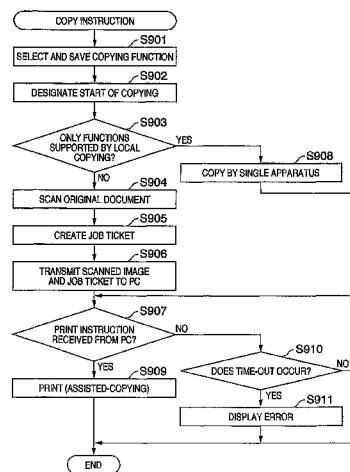 COPY INSTRUCTION
S901
SELECT AND SAVE COPYING FUNCTION
S902
DESIGNATE START OF COPYING
S903
ONLY FUNCTIONS
SUPPORTED BY LOCAL
COPYING?
YES
NO
S908
COPY BY SINGLE APPARATUS
S904
SCAN ORIGINAL DOCUMENT
S905
CREATE JOB TICKET
S906
TRANSMIT SCANNED IMAGE
AND JOB TICKET TO PC
S907
PRINT INSTRUCTION
RECEIVED FROM PC?
NO
YES
S910
DOES TIME-OUT OCCUR?
NO
YES
S909
PRINT (ASSISTED-COPYING)
S911
DISPLAY ERROR
END